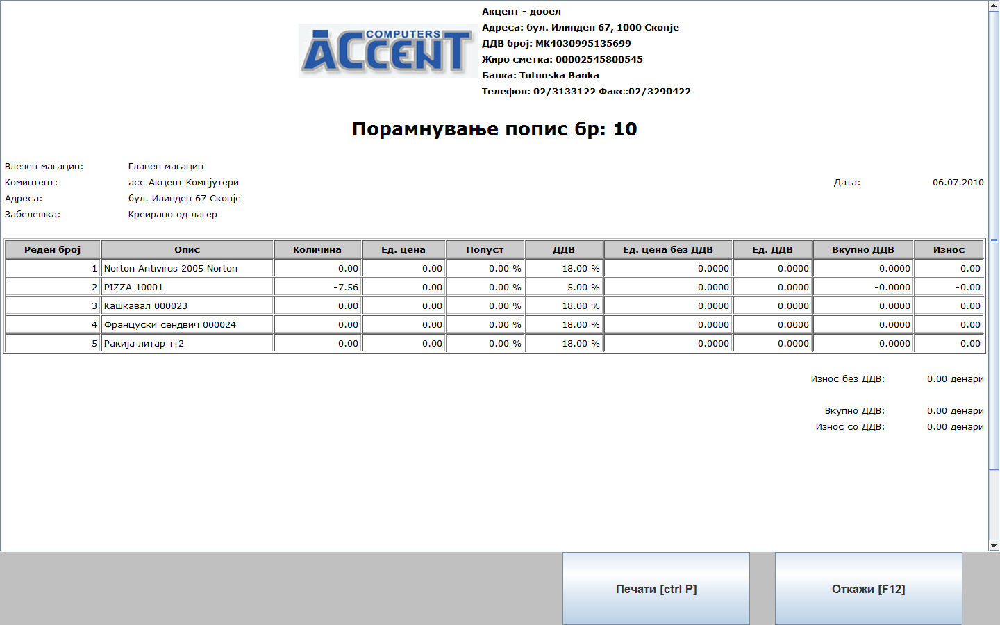 COMPUTERS
ACCENT
Акцент - дооел
Адреса: бул. Илинден 67, 1000 Скопје
ДДВ број: МК4030995135699
Жиро сметка: 00002545800545
Банка: Tutunska Banka
Телефон: 02/3133122 Факс:02/3290422
Порамнување попис бр: 10
Влезен магацин: Главен магацин
Коминтент: асс Акцент Компјутери Дата: 06.07.2010
Адреса: бул. Илинден 67 Скопје
Забелешка: Креирано од лагер
Реден број Опис Количина Ед. цена Попуст ДДВ Ед. цена без ДДВ Ед. ДДВ Вкупно ДДВ Износ
1 Norton Antivirus 2005 Norton 0.00 0.00 0.00 % 18.00 % 0.0000 0.0000 0.0000 0.00
2 PIZZA 10001 -7.56 0.00 0.00 % 5.00 % 0.0000 0.0000 -0.0000 -0.00
3 Кашкавал 000023 0.00 0.00 0.00 % 18.00 % 0.0000 0.0000 0.0000 0.00
4 Француски сендвич 000024 0.00 0.00 0.00 % 18.00 % 0.0000 0.0000 0.0000 0.00
5 Ракија литар тт2 0.00 0.00 0.00 % 18.00 % 0.0000 0.0000 0.0000 0.00
Износ без ДДВ: 0.00 денари
Вкупно ДДВ: 0.00 денари
Износ со ДДВ: 0.00 денари
Печати [ctrl P] Откажи [F12]